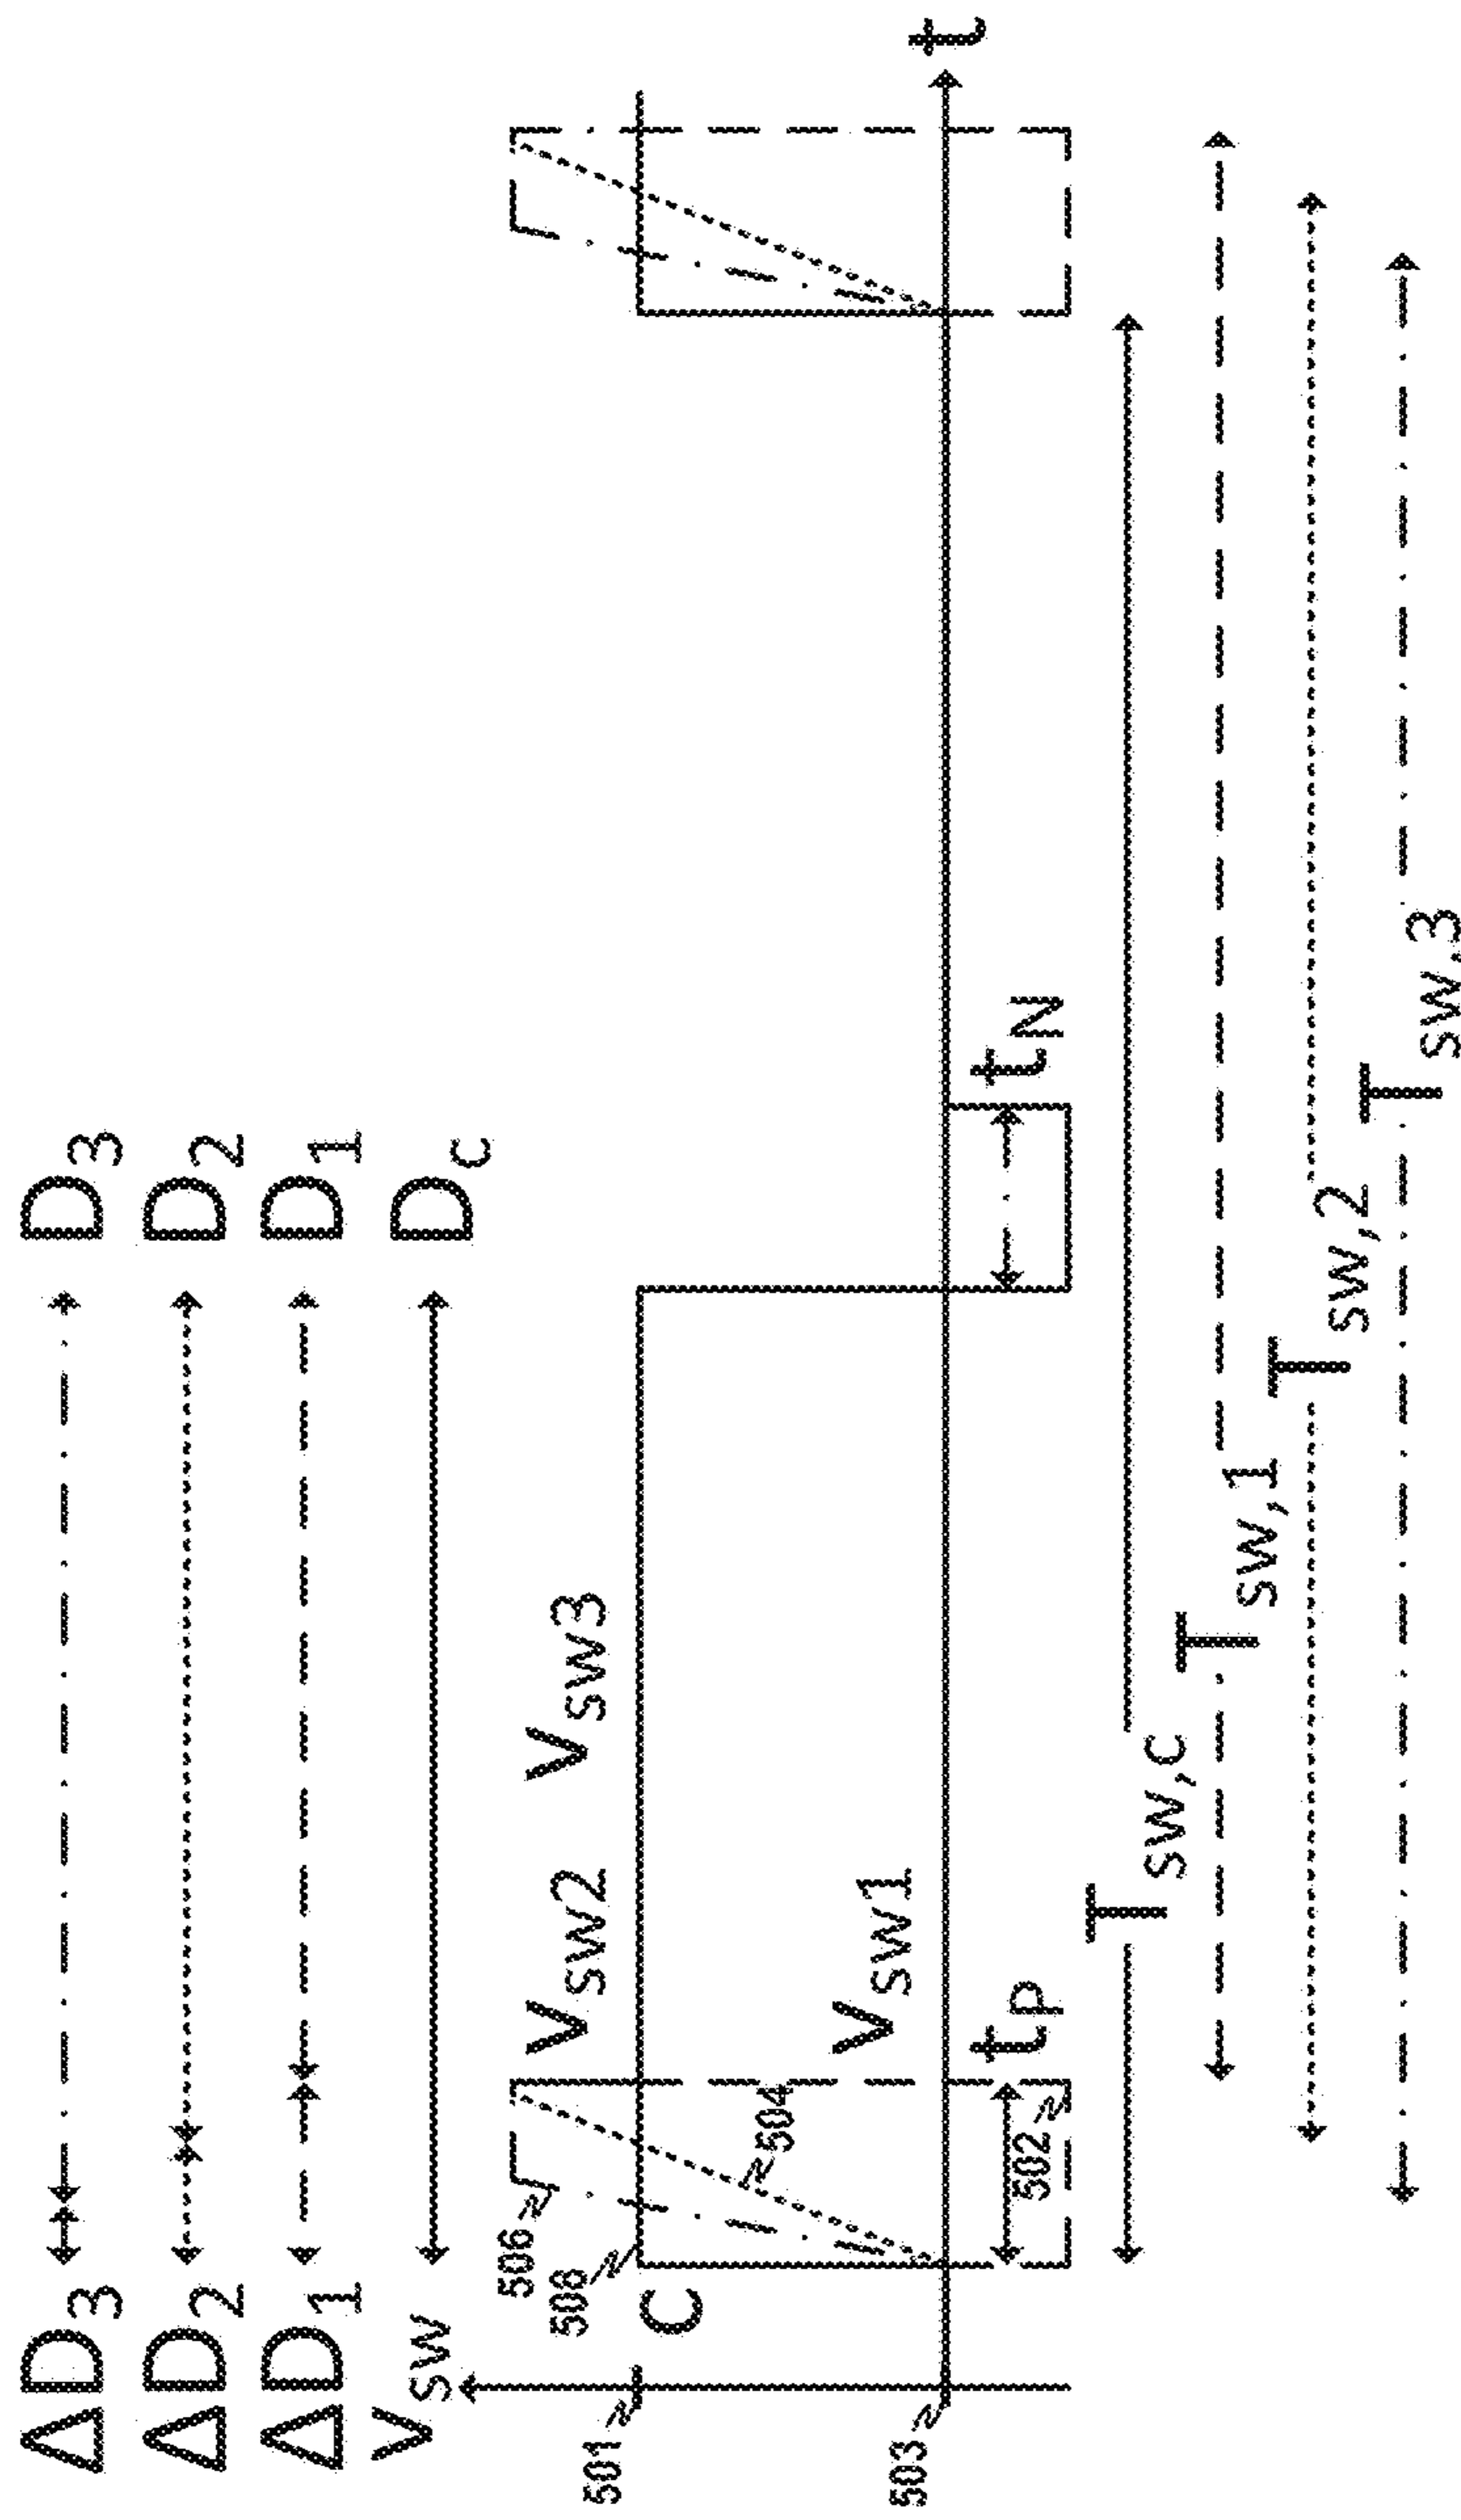 ΔD3 D3
ΔD2 D2
ΔD1 D1
Vsw Dc
506
508
501
C
Vsw2 Vsw3
504
Vsw1
503
t
502
tP tN
Tsw,c
Tsw,1
Tsw,2
Tsw.3